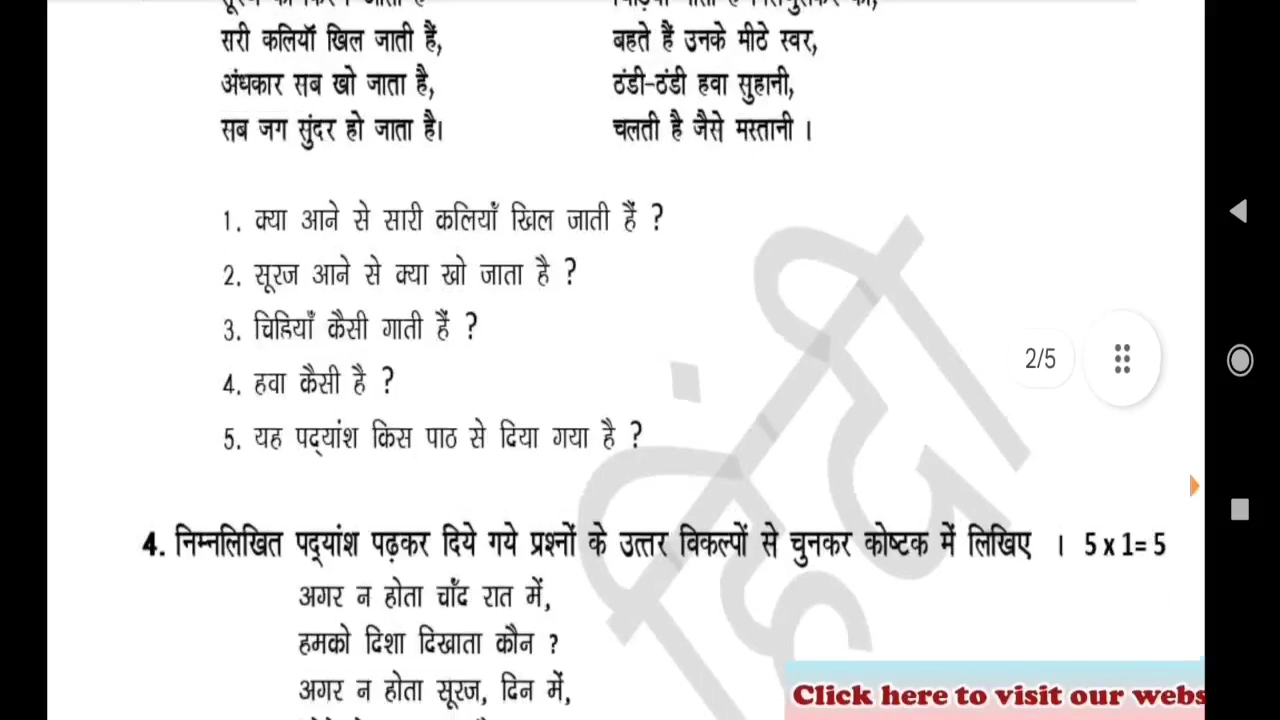 सरी कलियॉ खिल जाती हैं,
अंधकार सब खो जाता है,
सब जग सुंदर हो जाता है।
बहते हैं उनके मीठे स्वर,
ठंडी-ठंडी हवा सुहानी,
चलती है जैसे मस्तानी ।
1. क्या आने से सारी कलियाँ खिल जाती हैं ?
2. सूरज आने से क्या खो जाता है ?
3. चिडियाँ कैसी गाती हैं ?
4. हवा कैसी है ?
5. यह पद्यांश किस पाठ से दिया गया है ?
2/5
4. निम्नलिखित पद्यांश पढ़कर दिये गये प्रश्नों के उत्तर विकल्पों से चुनकर कोष्टक में लिखिए । 5 x 1= 5
अगर न होता चाँद रात में,
हमको दिशा दिखाता कौन ?
अगर न होता सूरज, दिन में,
Click here to visit our webs
हिंदी